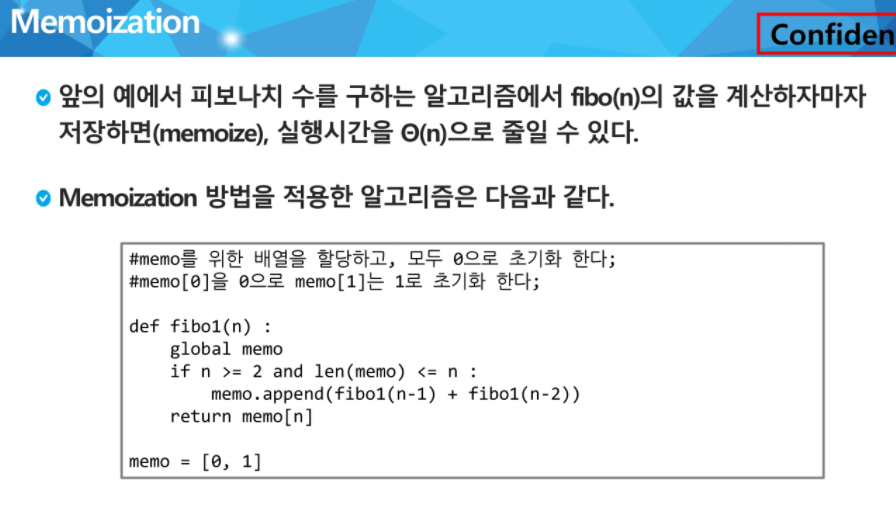 Memoization
Confiden
앞의 예에서 피보나치 수를 구하는 알고리즘에서 fibo(n)의 값을 계산하자마자
저장하면(memoize), 실행시간을 Θ(n)으로 줄일 수 있다.
Memoization 방법을 적용한 알고리즘은 다음과 같다.
#memo를 위한 배열을 할당하고, 모두 0으로 초기화 한다;
#memo[0]을 0으로 memo[1]는 1로 초기화 한다;
def fibo1(n) :
    global memo
    if n >= 2 and len(memo) <= n :
        memo.append(fibo1(n-1) + fibo1(n-2))
    return memo[n]
memo = [0, 1]